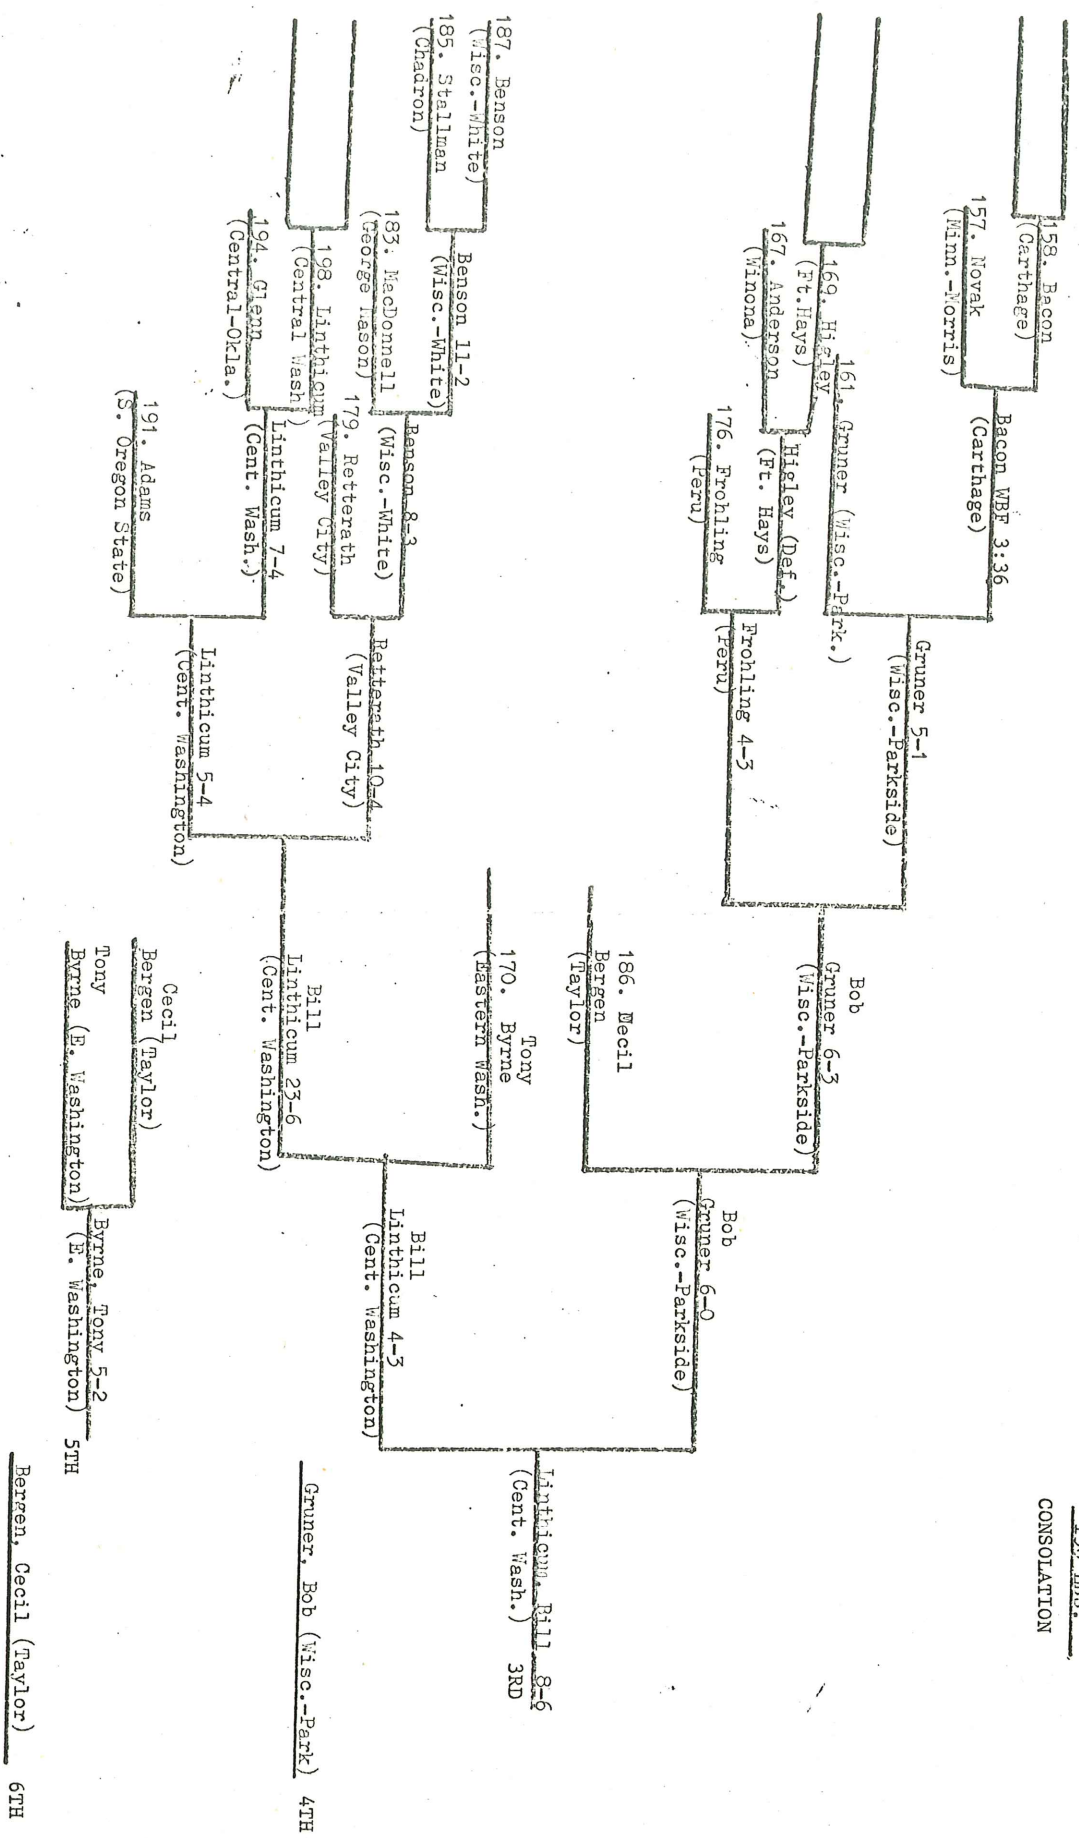 CONSOLATION
158. Bacon
(Carthage)
157. Novak
(Minn.-Morris)
Bacon WBF 3:36
(Carthage)
161. Gruner (Wisc.-Park.)
Gruner 5-1
(Wisc.-Parkside)
169. Higley
(Ft.Hays)
167. Anderson
(Winona)
Higley (Def.)
(Ft. Hays)
176. Frohling
(Peru)
Frohling 4-3
(Peru)
Bob
Gruner 6-3
(Wisc.-Parkside)
186. Mecil
Bergen
(Taylor)
Bob
Gruner 6-0
(Wisc.-Parkside)
187. Benson
(Wisc.-White)
185. Stallman
(Chadron)
Benson 11-2
(Wisc.-White)
183. MacDonnell
(George Mason)
Benson 8-3
(Wisc.-White)
179. Retterath
(Valley City)
Retterath 10-4
(Valley City)
198. Linthicum
(Central Wash)
194. Glenn
(Central-Okla.)
Linthicum 7-4
(Cent. Wash.)
191. Adams
(S. Oregon State)
Linthicum 5-4
(Cent. Washington)
Tony
170. Byrne
(Eastern Wash.)
Bill
Linthicum 23-6
(Cent. Washington)
Bill
Linthicum 4-3
(Cent. Washington)
Linthicum, Bill 8-6
(Cent. Wash.) 3RD
Gruner, Bob (Wisc.-Park) 4TH
Cecil
Bergen (Taylor)
Tony
Byrne (E. Washington)
Byrne, Tony 5-2
(E. Washington) 5TH
Bergen, Cecil (Taylor) 6TH